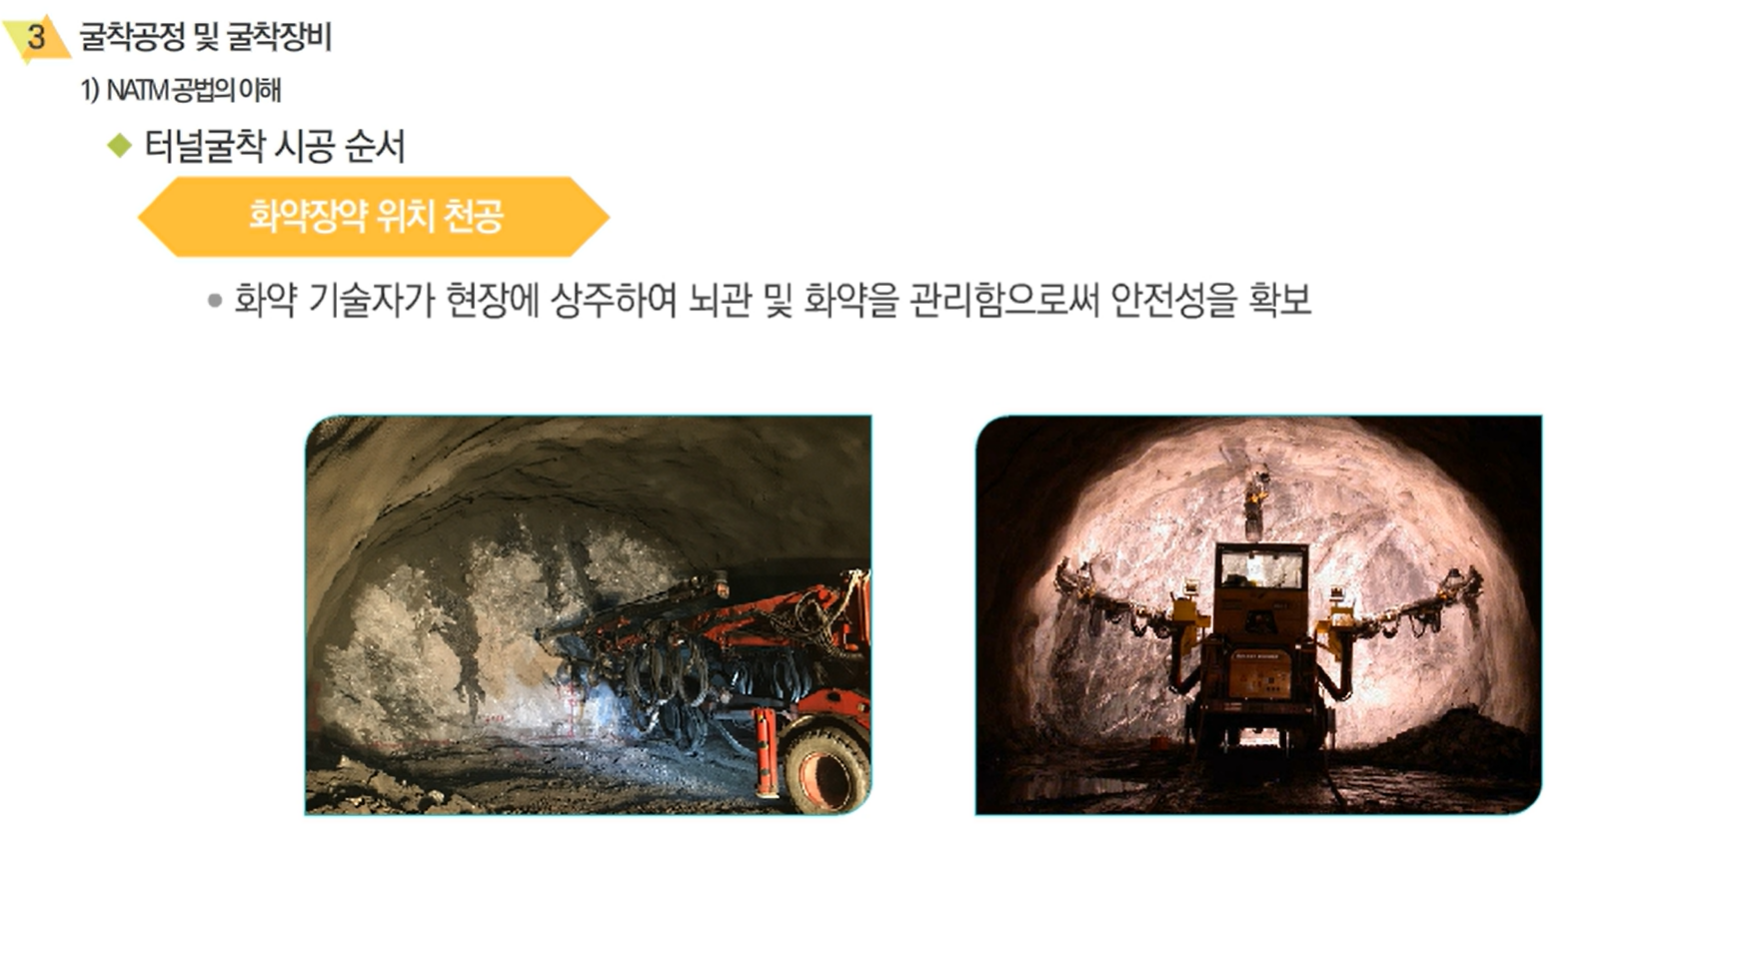 3 굴착공정 및 굴착장비
1) NATM 공법의 이해
터널굴착 시공 순서
화약장약 위치 천공
화약 기술자가 현장에 상주하여 뇌관 및 화약을 관리함으로써 안전성을 확보